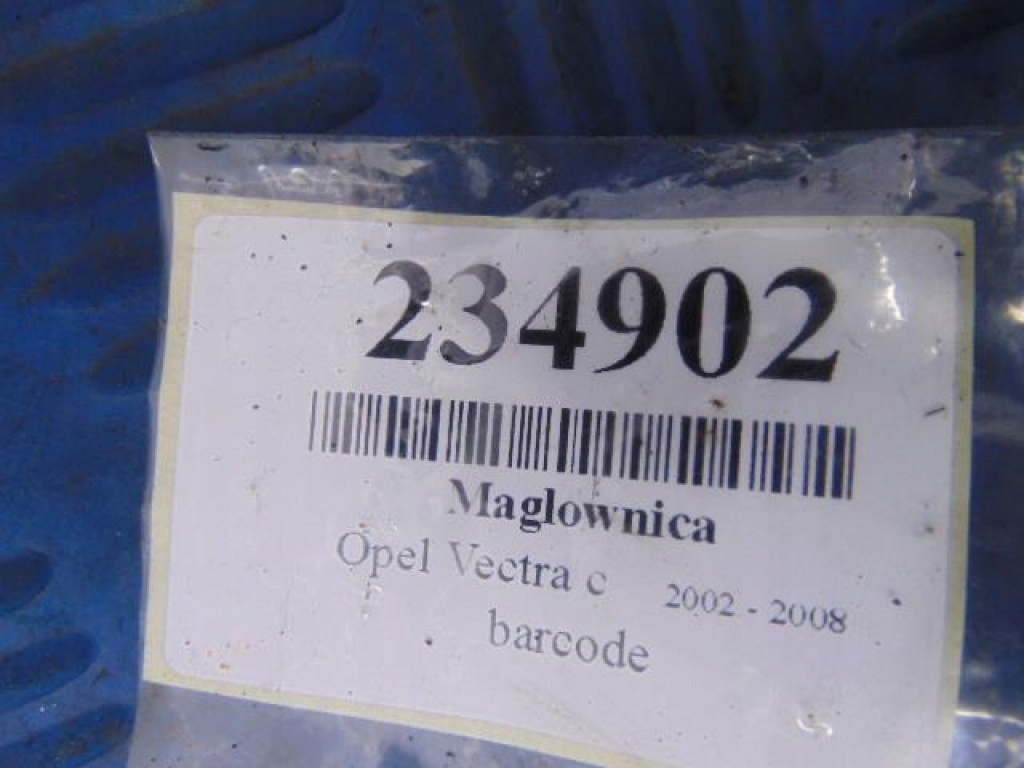 234902
Maglownica
Opel Vectra c 2002 - 2008
barcode